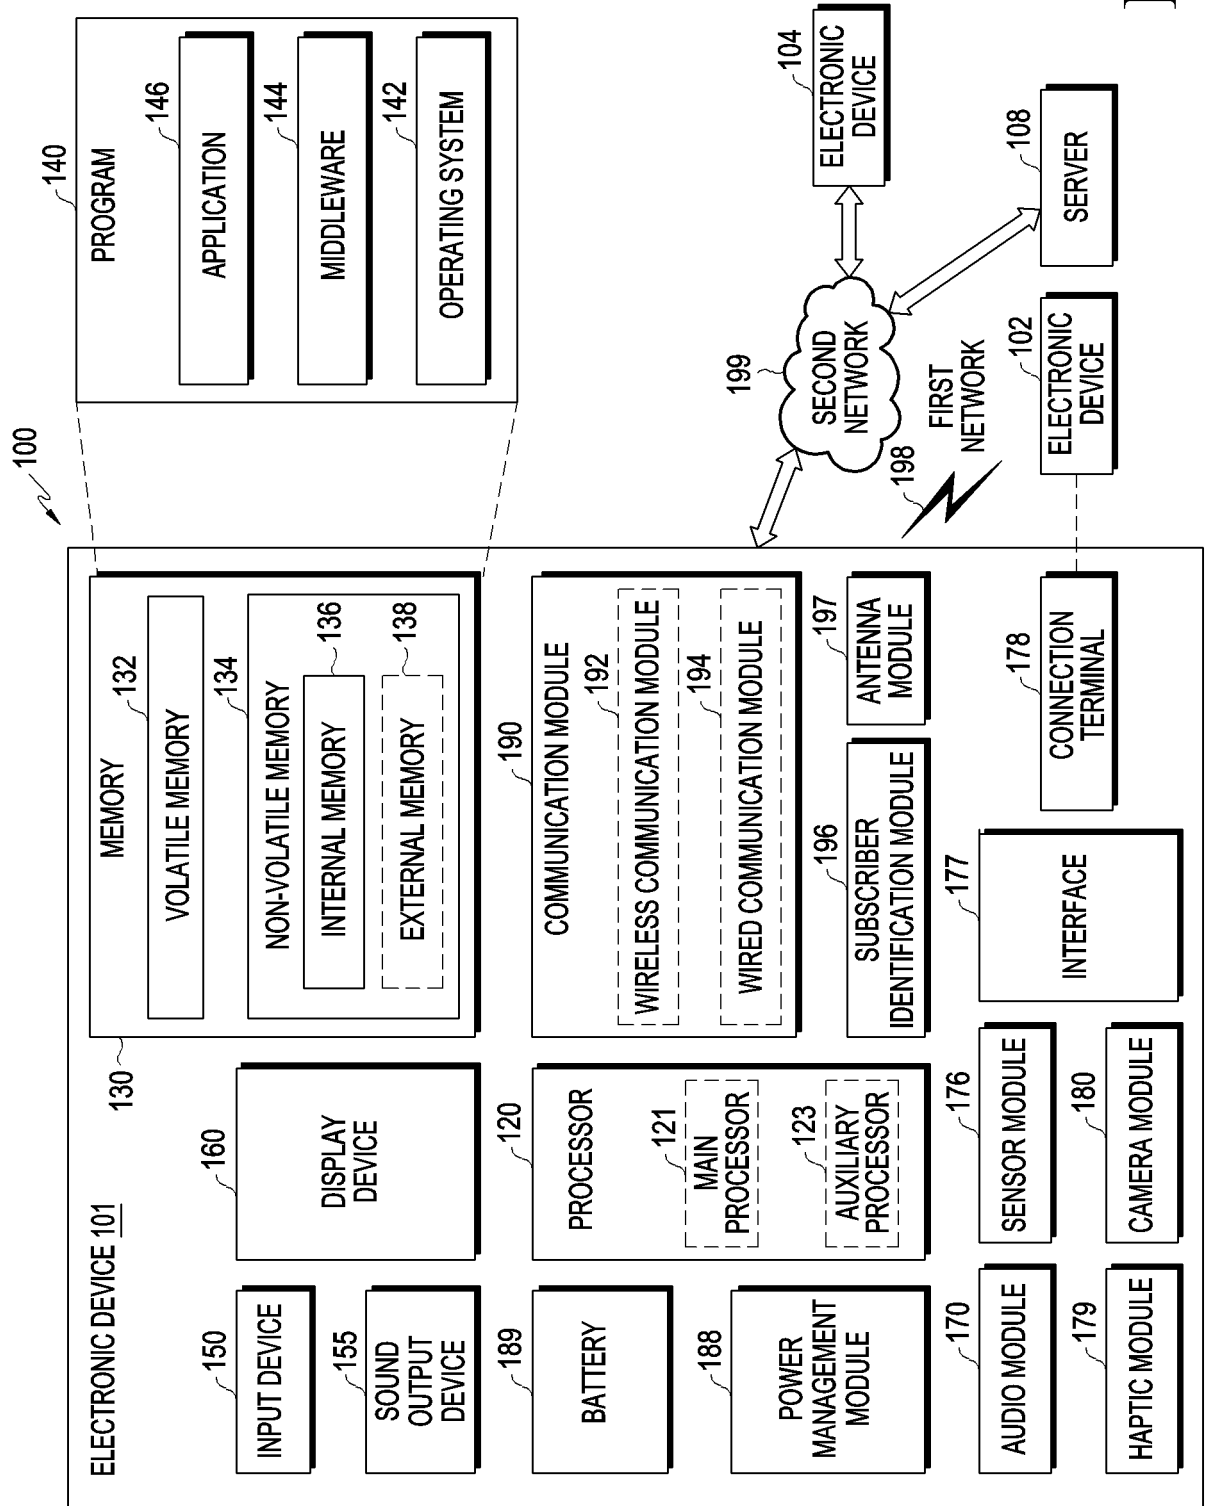 100
ELECTRONIC DEVICE 101
150
INPUT DEVICE
155
SOUND
OUTPUT
DEVICE
189
BATTERY
188
POWER
MANAGEMENT
MODULE
170
AUDIO MODULE
179
HAPTIC MODULE
160
DISPLAY
DEVICE
120
PROCESSOR
121
MAIN
PROCESSOR
123
AUXILIARY
PROCESSOR
176
SENSOR MODULE
180
CAMERA MODULE
130
MEMORY
132
VOLATILE MEMORY
134
NON-VOLATILE MEMORY
136
INTERNAL MEMORY
138
EXTERNAL MEMORY
190
COMMUNICATION MODULE
192
WIRELESS COMMUNICATION MODULE
194
WIRED COMMUNICATION MODULE
196
SUBSCRIBER
IDENTIFICATION MODULE
197
ANTENNA
MODULE
177
INTERFACE
178
CONNECTION
TERMINAL
140
PROGRAM
146
APPLICATION
144
MIDDLEWARE
142
OPERATING SYSTEM
199
SECOND
NETWORK
198
FIRST
NETWORK
104
ELECTRONIC
DEVICE
108
SERVER
102
ELECTRONIC
DEVICE